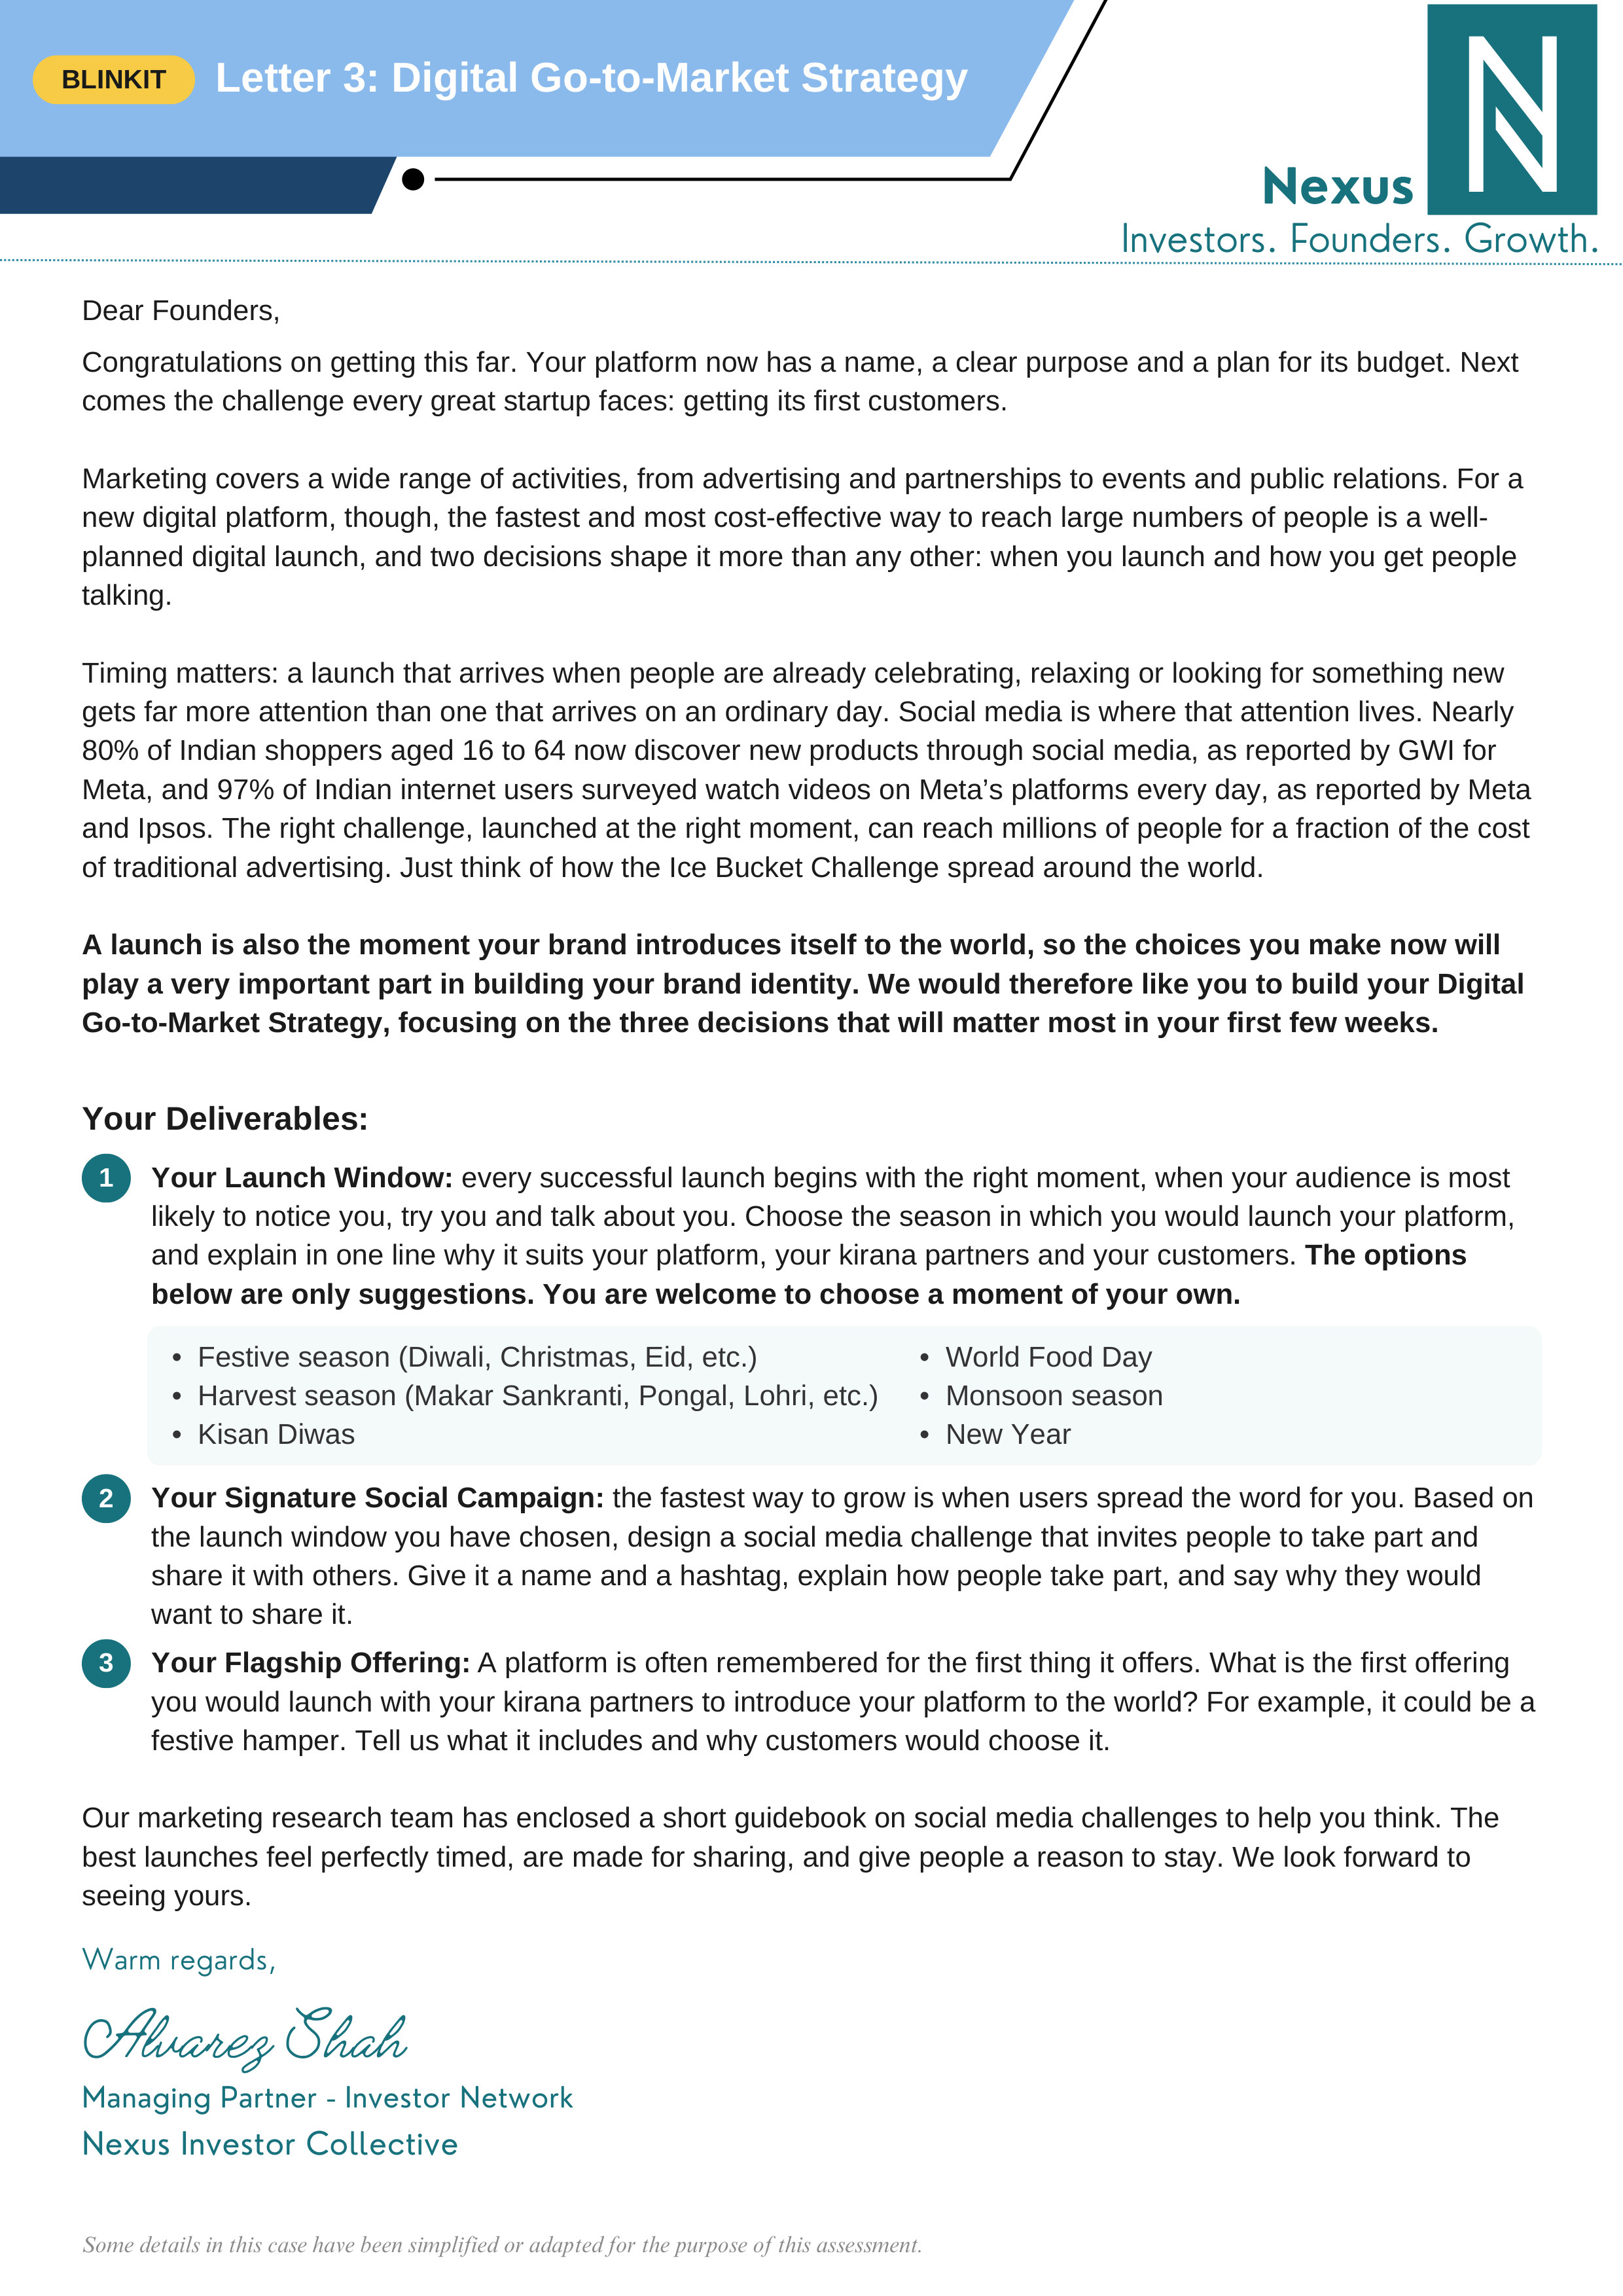 BLINKIT Letter 3: Digital Go-to-Market Strategy
N
Nexus
Investors. Founders. Growth.
Dear Founders,
Congratulations on getting this far. Your platform now has a name, a clear purpose and a plan for its budget. Next
comes the challenge every great startup faces: getting its first customers.
Marketing covers a wide range of activities, from advertising and partnerships to events and public relations. For a
new digital platform, though, the fastest and most cost-effective way to reach large numbers of people is a well-
planned digital launch, and two decisions shape it more than any other: when you launch and how you get people
talking.
Timing matters: a launch that arrives when people are already celebrating, relaxing or looking for something new
gets far more attention than one that arrives on an ordinary day. Social media is where that attention lives. Nearly
80% of Indian shoppers aged 16 to 64 now discover new products through social media, as reported by GWI for
Meta, and 97% of Indian internet users surveyed watch videos on Meta’s platforms every day, as reported by Meta
and Ipsos. The right challenge, launched at the right moment, can reach millions of people for a fraction of the cost
of traditional advertising. Just think of how the Ice Bucket Challenge spread around the world.
A launch is also the moment your brand introduces itself to the world, so the choices you make now will
play a very important part in building your brand identity. We would therefore like you to build your Digital
Go-to-Market Strategy, focusing on the three decisions that will matter most in your first few weeks.
Your Deliverables:
1 Your Launch Window: every successful launch begins with the right moment, when your audience is most
likely to notice you, try you and talk about you. Choose the season in which you would launch your platform,
and explain in one line why it suits your platform, your kirana partners and your customers. The options
below are only suggestions. You are welcome to choose a moment of your own.
• Festive season (Diwali, Christmas, Eid, etc.)
• Harvest season (Makar Sankranti, Pongal, Lohri, etc.)
• Kisan Diwas
• World Food Day
• Monsoon season
• New Year
2 Your Signature Social Campaign: the fastest way to grow is when users spread the word for you. Based on
the launch window you have chosen, design a social media challenge that invites people to take part and
share it with others. Give it a name and a hashtag, explain how people take part, and say why they would
want to share it.
3 Your Flagship Offering: A platform is often remembered for the first thing it offers. What is the first offering
you would launch with your kirana partners to introduce your platform to the world? For example, it could be a
festive hamper. Tell us what it includes and why customers would choose it.
Our marketing research team has enclosed a short guidebook on social media challenges to help you think. The
best launches feel perfectly timed, are made for sharing, and give people a reason to stay. We look forward to
seeing yours.
Warm regards,
Alvarez Shah
Managing Partner - Investor Network
Nexus Investor Collective
Some details in this case have been simplified or adapted for the purpose of this assessment.